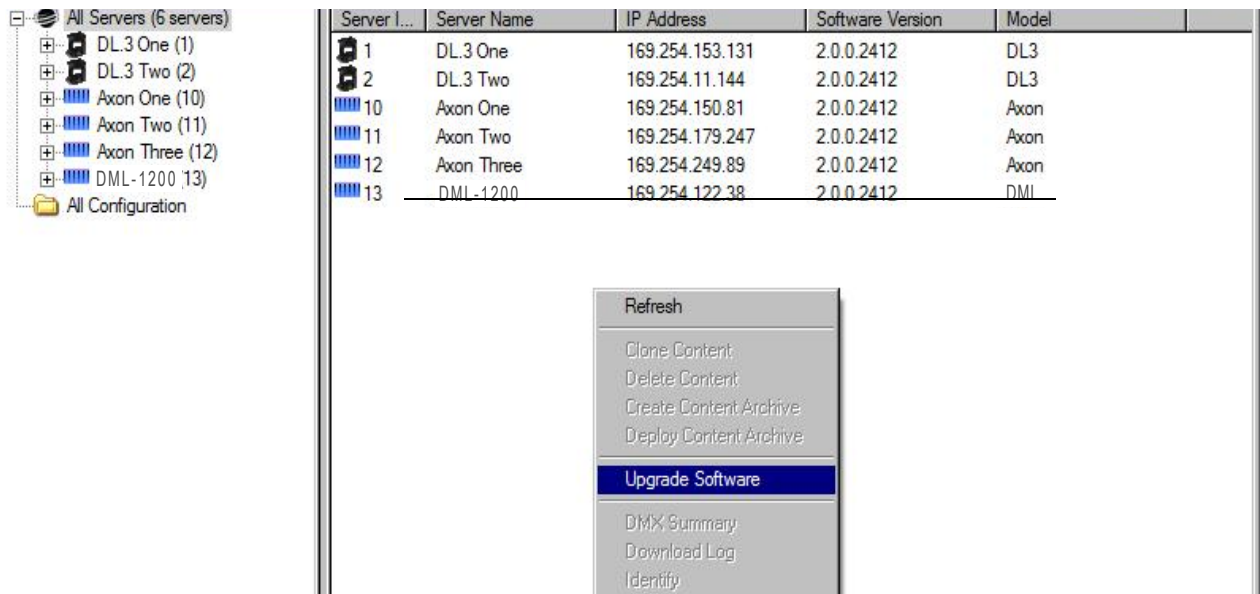 All Servers (6 servers)
DL.3 One (1)
DL.3 Two (2)
Axon One (10)
Axon Two (11)
Axon Three (12)
DML-1200 13)
All Configuration
Server I... Server Name IP Address Software Version Model
1 DL.3 One 169.254.153.131 2.0.0.2412 DL3
2 DL.3 Two 169.254.11.144 2.0.0.2412 DL3
10 Axon One 169.254.150.81 2.0.0.2412 Axon
11 Axon Two 169.254.179.247 2.0.0.2412 Axon
12 Axon Three 169.254.249.89 2.0.0.2412 Axon
13 DML-1200 169.254.122.38 2.0.0.2412 DML
Refresh
Clone Content
Delete Content
Create Content Archive
Deploy Content Archive
Upgrade Software
DMX Summary
Download Log
Identify